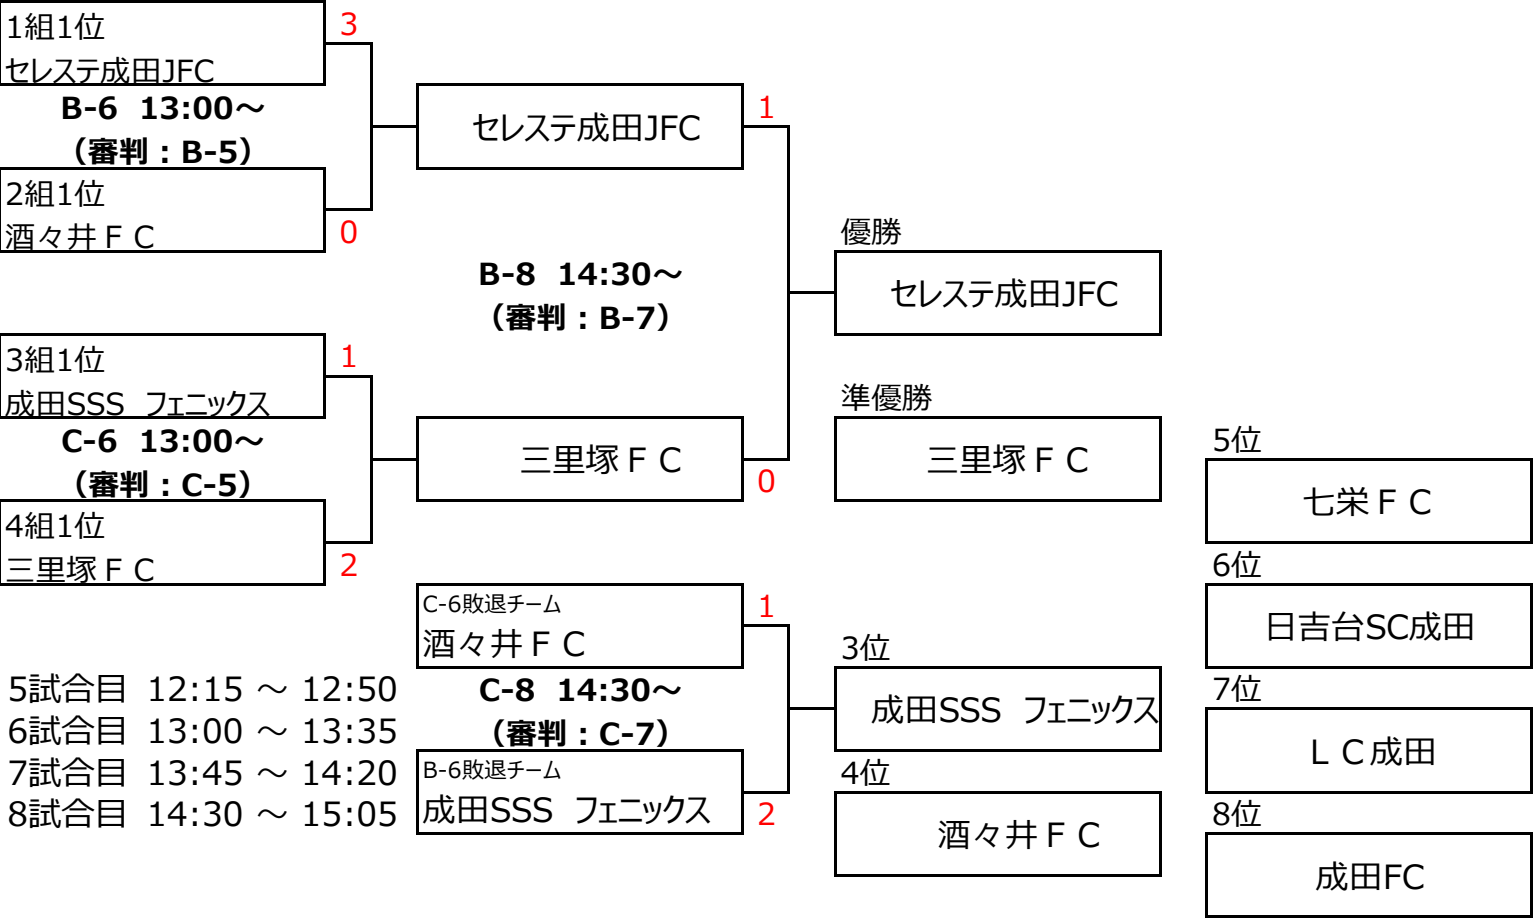 1組1位
セレステ成田JFC
3
B-6 13:00～
（審判：B-5）
2組1位
酒々井ＦＣ
0
セレステ成田JFC
1
B-8 14:30～
（審判：B-7）
優勝
セレステ成田JFC
3組1位
成田SSS フェニックス
1
C-6 13:00～
（審判：C-5）
4組1位
三里塚ＦＣ
2
三里塚ＦＣ
0
準優勝
三里塚ＦＣ
C-6敗退チーム
酒々井ＦＣ
1
C-8 14:30～
（審判：C-7）
B-6敗退チーム
成田SSS フェニックス
2
3位
成田SSS フェニックス
4位
酒々井ＦＣ
5位
七栄ＦＣ
6位
日吉台SC成田
7位
ＬＣ成田
8位
成田FC
5試合目 12:15 ～ 12:50
6試合目 13:00 ～ 13:35
7試合目 13:45 ～ 14:20
8試合目 14:30 ～ 15:05